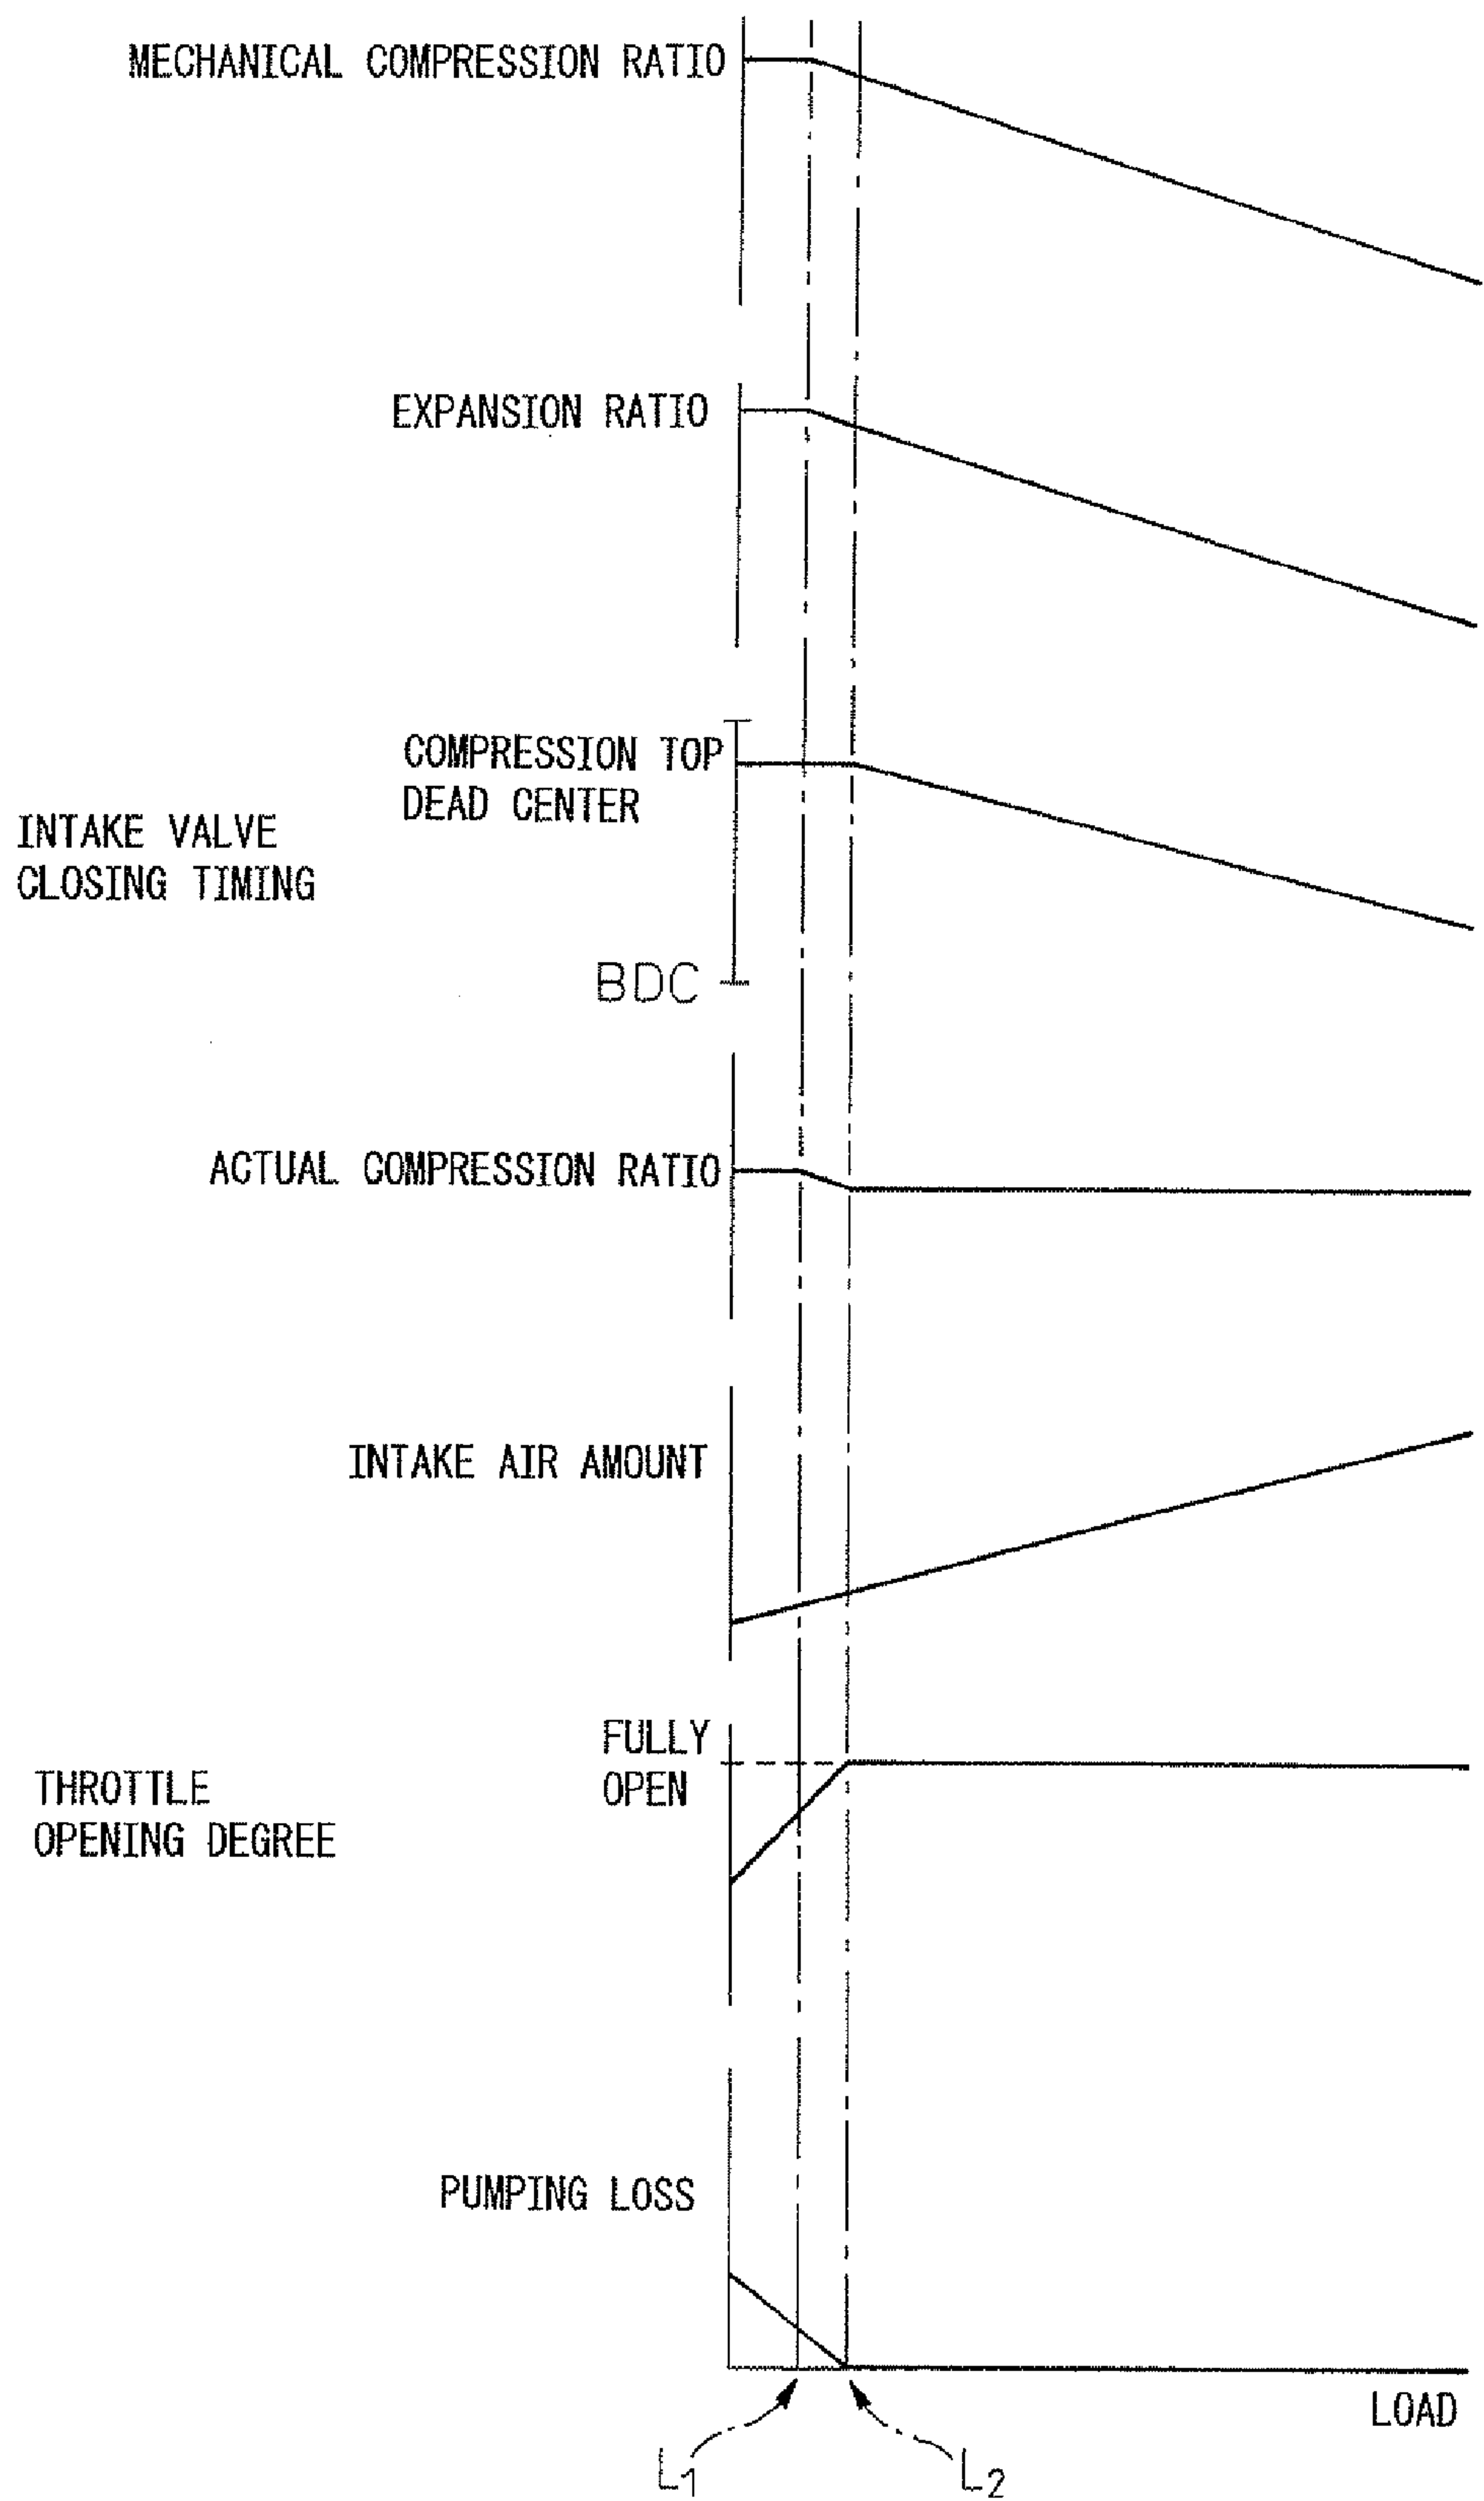 MECHANICAL COMPRESSION RATIO
EXPANSION RATIO
COMPRESSION TOP
DEAD CENTER
INTAKE VALVE
CLOSING TIMING
BDC
ACTUAL GOMPRESSION RATIO
INTAKE AIR AMOUNT
FULLY
OPEN
THROTTLE
OPENING DEGREE
PUMPING LOSS
LOAD
L1
L2